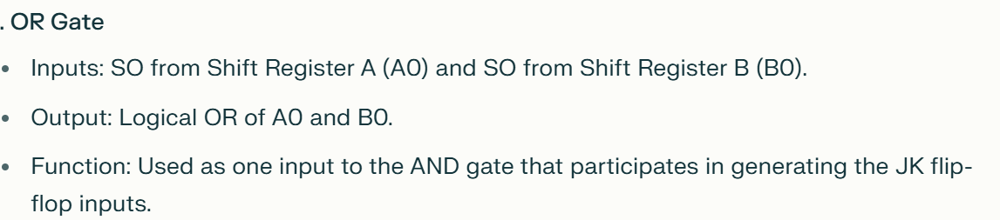 . OR Gate
• Inputs: SO from Shift Register A (A0) and SO from Shift Register B (B0).
• Output: Logical OR of A0 and B0.
• Function: Used as one input to the AND gate that participates in generating the JK flip-
flop inputs.